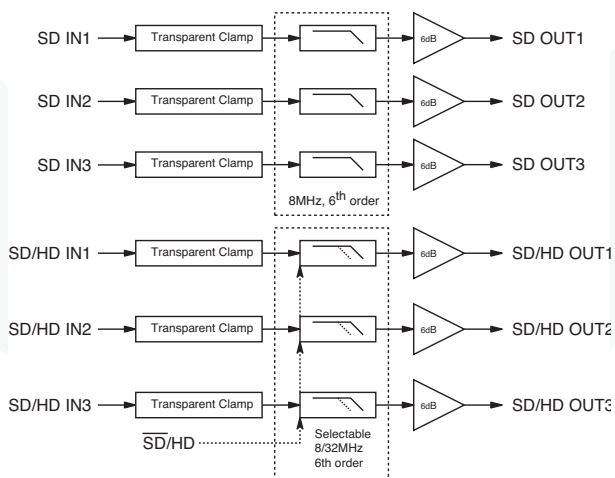 SD IN1 Transparent Clamp 6dB SD OUT1
SD IN2 Transparent Clamp 6dB SD OUT2
SD IN3 Transparent Clamp 6dB SD OUT3
8MHz, 6th order
SD/HD IN1 Transparent Clamp 6dB SD/HD OUT1
SD/HD IN2 Transparent Clamp 6dB SD/HD OUT2
SD/HD IN3 Transparent Clamp 6dB SD/HD OUT3
S̅D̅/HD
Selectable
8/32MHz
6th order